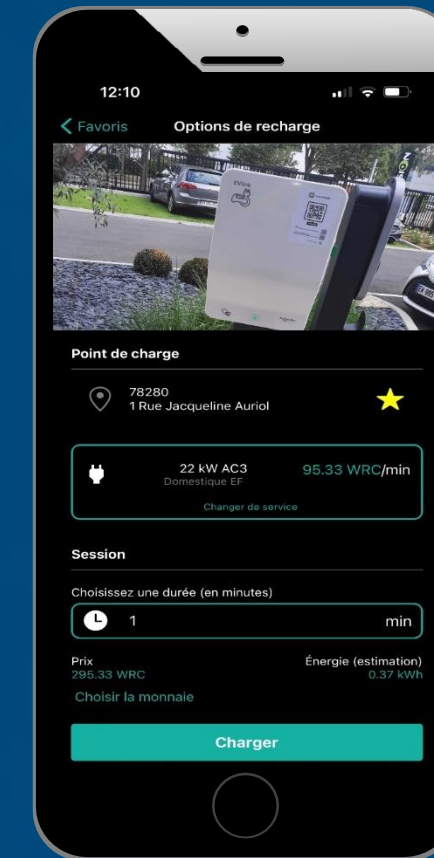 12:10
Favoris
Options de recharge
EVlink
Point de charge
78280
1 Rue Jacqueline Auriol
22 kW AC3
95.33 WRC/min
Domestique EF
Changer de service
Session
Choisissez une durée (en minutes)
1
min
Prix
Énergie (estimation)
295.33 WRC
0.37 kWh
Choisir la monnaie
Charger